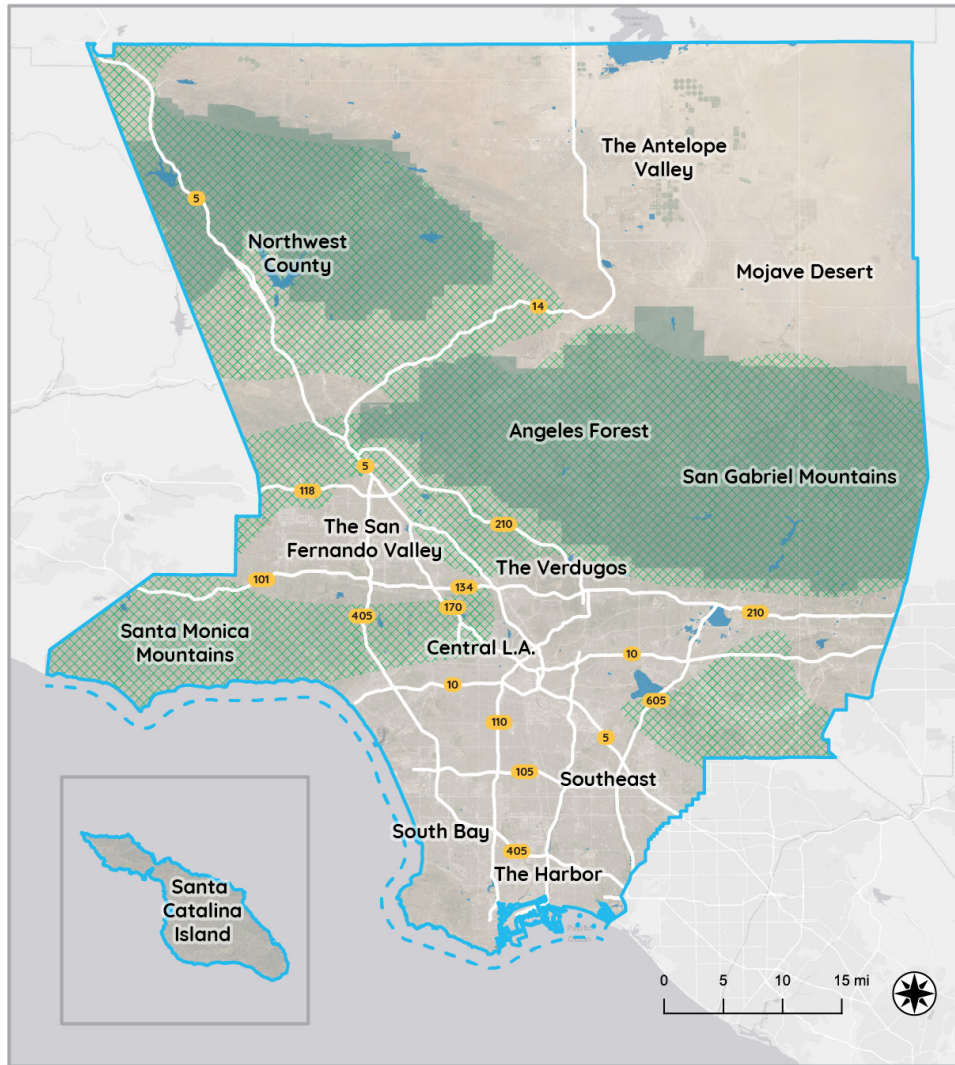 The Antelope
Valley
5
Northwest
County
Mojave Desert
14
Angeles Forest
San Gabriel Mountains
5
118
210
The San
Fernando Valley
The Verdugos
101
134
170
405
210
Santa Monica
Mountains
Central L.A.
10
10
605
110
5
105
Southeast
South Bay
405
The Harbor
Santa
Catalina
Island
0 5 10 15 mi